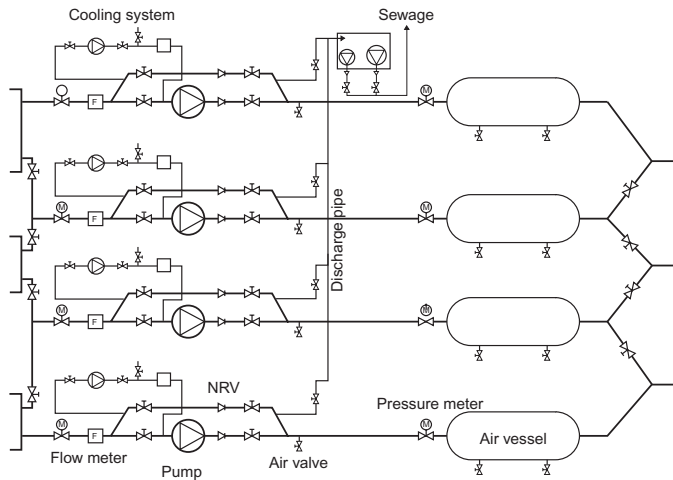 Cooling system
Sewage
M
F
M
F
M
Discharge pipe
M
F
M
NRV
Pressure meter
M
F
M
Air vessel
Flow meter
Pump
Air valve